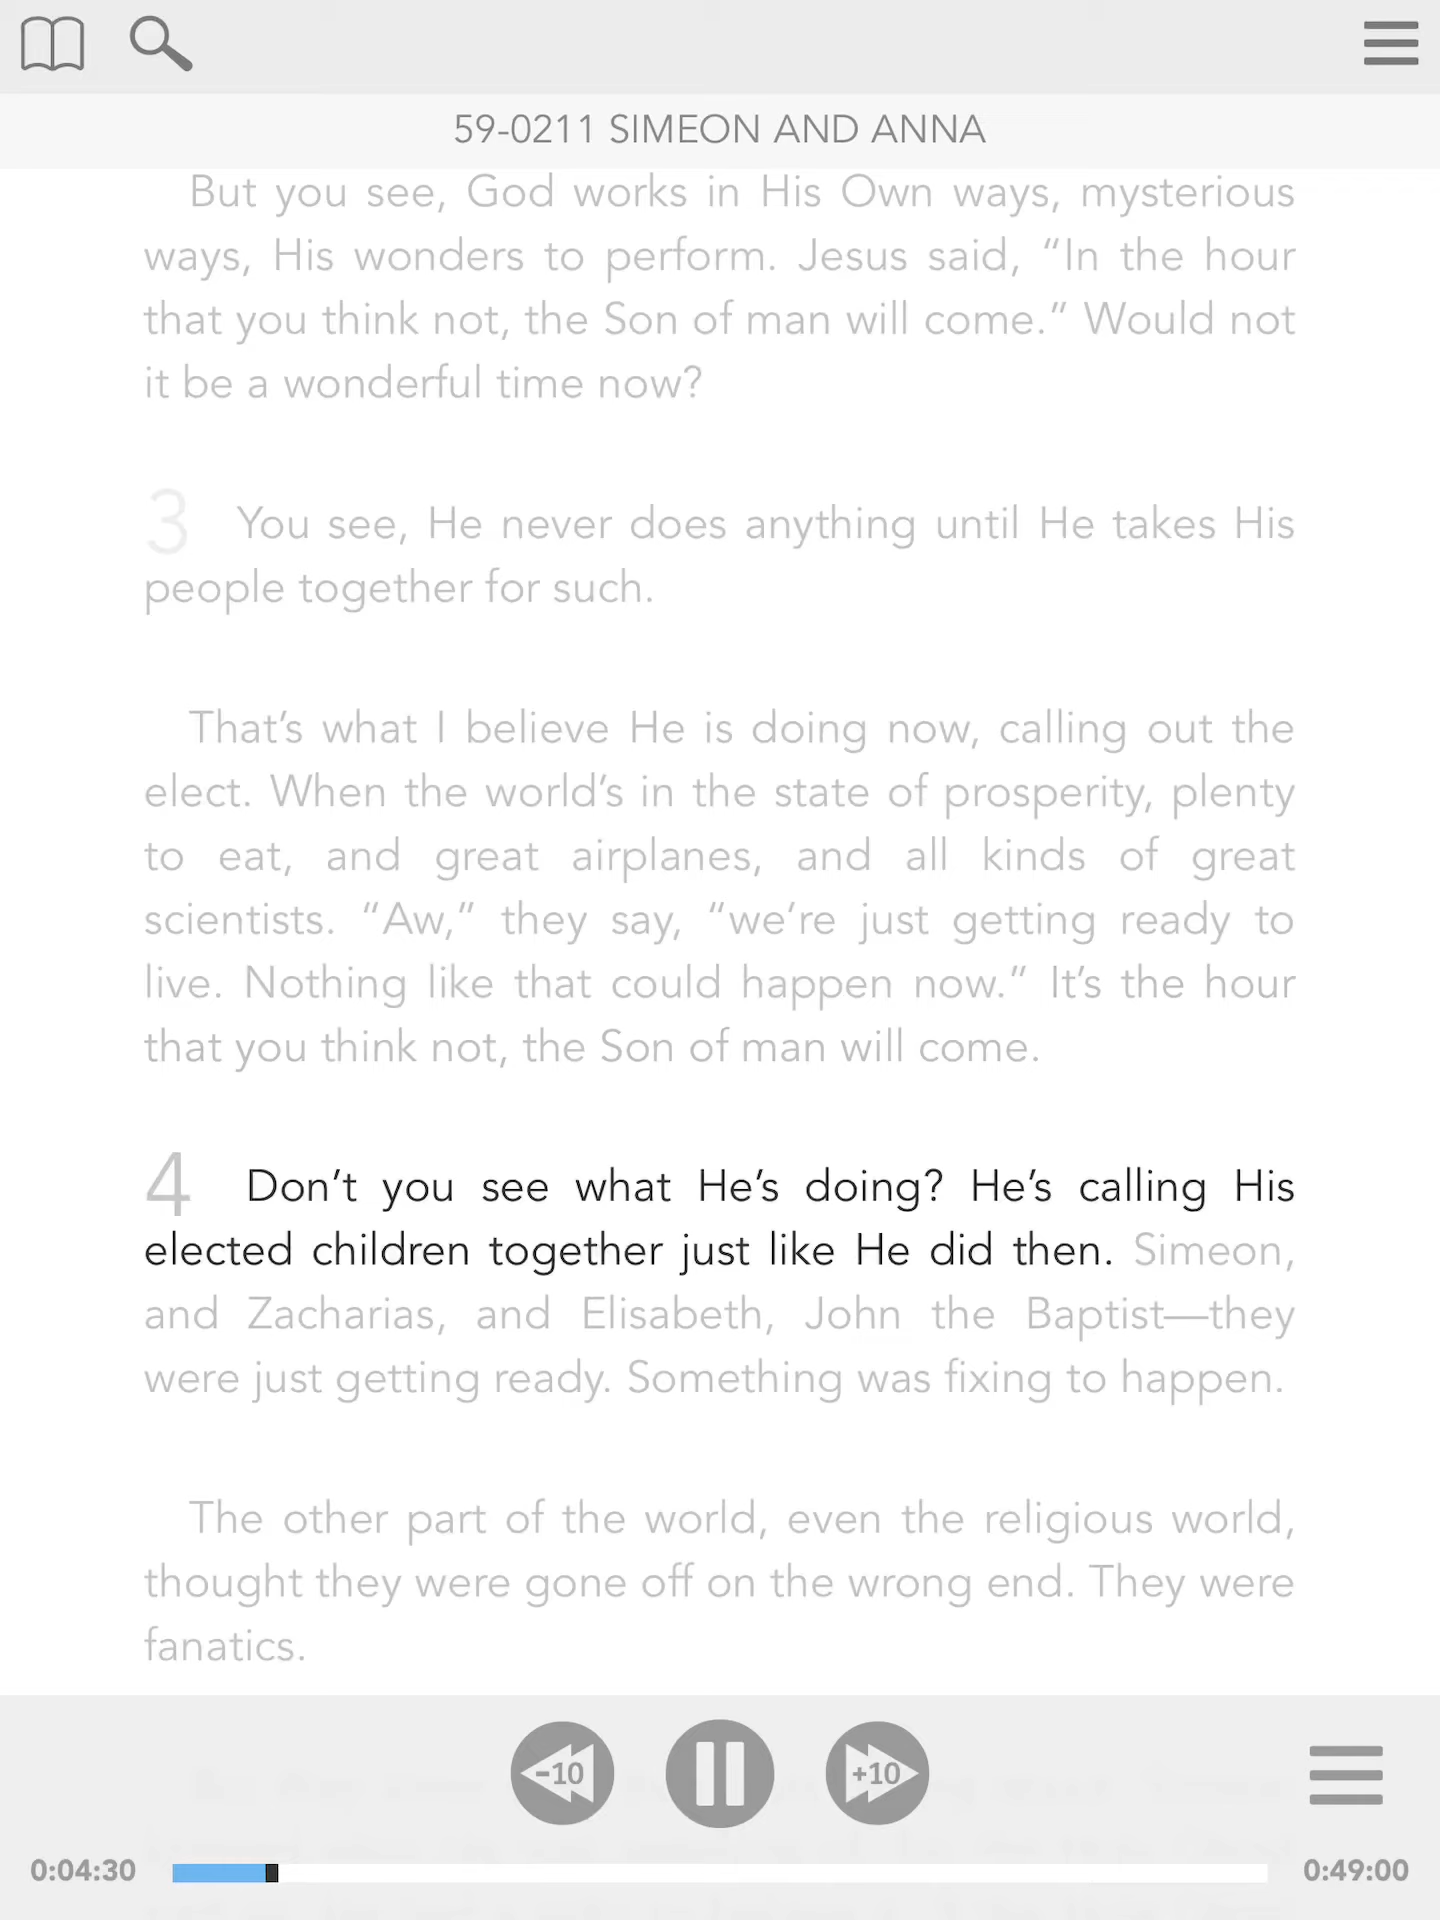 59-0211 SIMEON AND ANNA
But you see, God works in His Own ways, mysterious
ways, His wonders to perform. Jesus said, “In the hour
that you think not, the Son of man will come.” Would not
it be a wonderful time now?
3 You see, He never does anything until He takes His
people together for such.
That’s what I believe He is doing now, calling out the
elect. When the world’s in the state of prosperity, plenty
to eat, and great airplanes, and all kinds of great
scientists. “Aw,” they say, “we’re just getting ready to
live. Nothing like that could happen now.” It’s the hour
that you think not, the Son of man will come.
4 Don’t you see what He’s doing? He’s calling His
elected children together just like He did then. Simeon,
and Zacharias, and Elisabeth, John the Baptist—they
were just getting ready. Something was fixing to happen.
The other part of the world, even the religious world,
thought they were gone off on the wrong end. They were
fanatics.
-10 +10
0:04:30 0:49:00